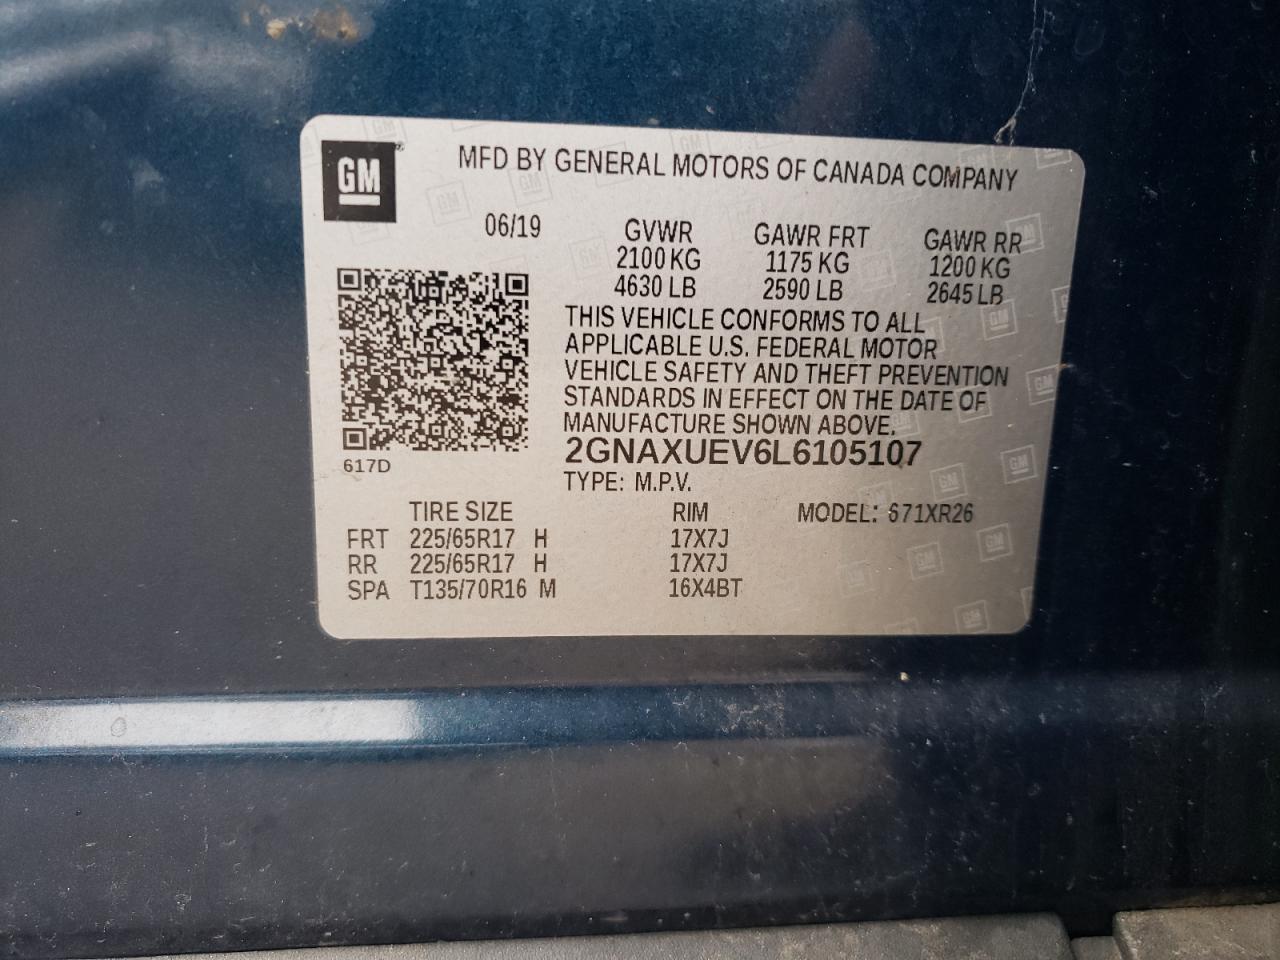 GM
MFD BY GENERAL MOTORS OF CANADA COMPANY
06/19
GVWR GAWR FRT GAWR RR
2100 KG 1175 KG 1200 KG
4630 LB 2590 LB 2645 LB
THIS VEHICLE CONFORMS TO ALL
APPLICABLE U.S. FEDERAL MOTOR
VEHICLE SAFETY AND THEFT PREVENTION
STANDARDS IN EFFECT ON THE DATE OF
MANUFACTURE SHOWN ABOVE.
2GNAXUEV6L6105107
617D
TYPE: M.P.V.
TIRE SIZE RIM MODEL: 671XR26
FRT 225/65R17 H 17X7J
RR 225/65R17 H 17X7J
SPA T135/70R16 M 16X4BT